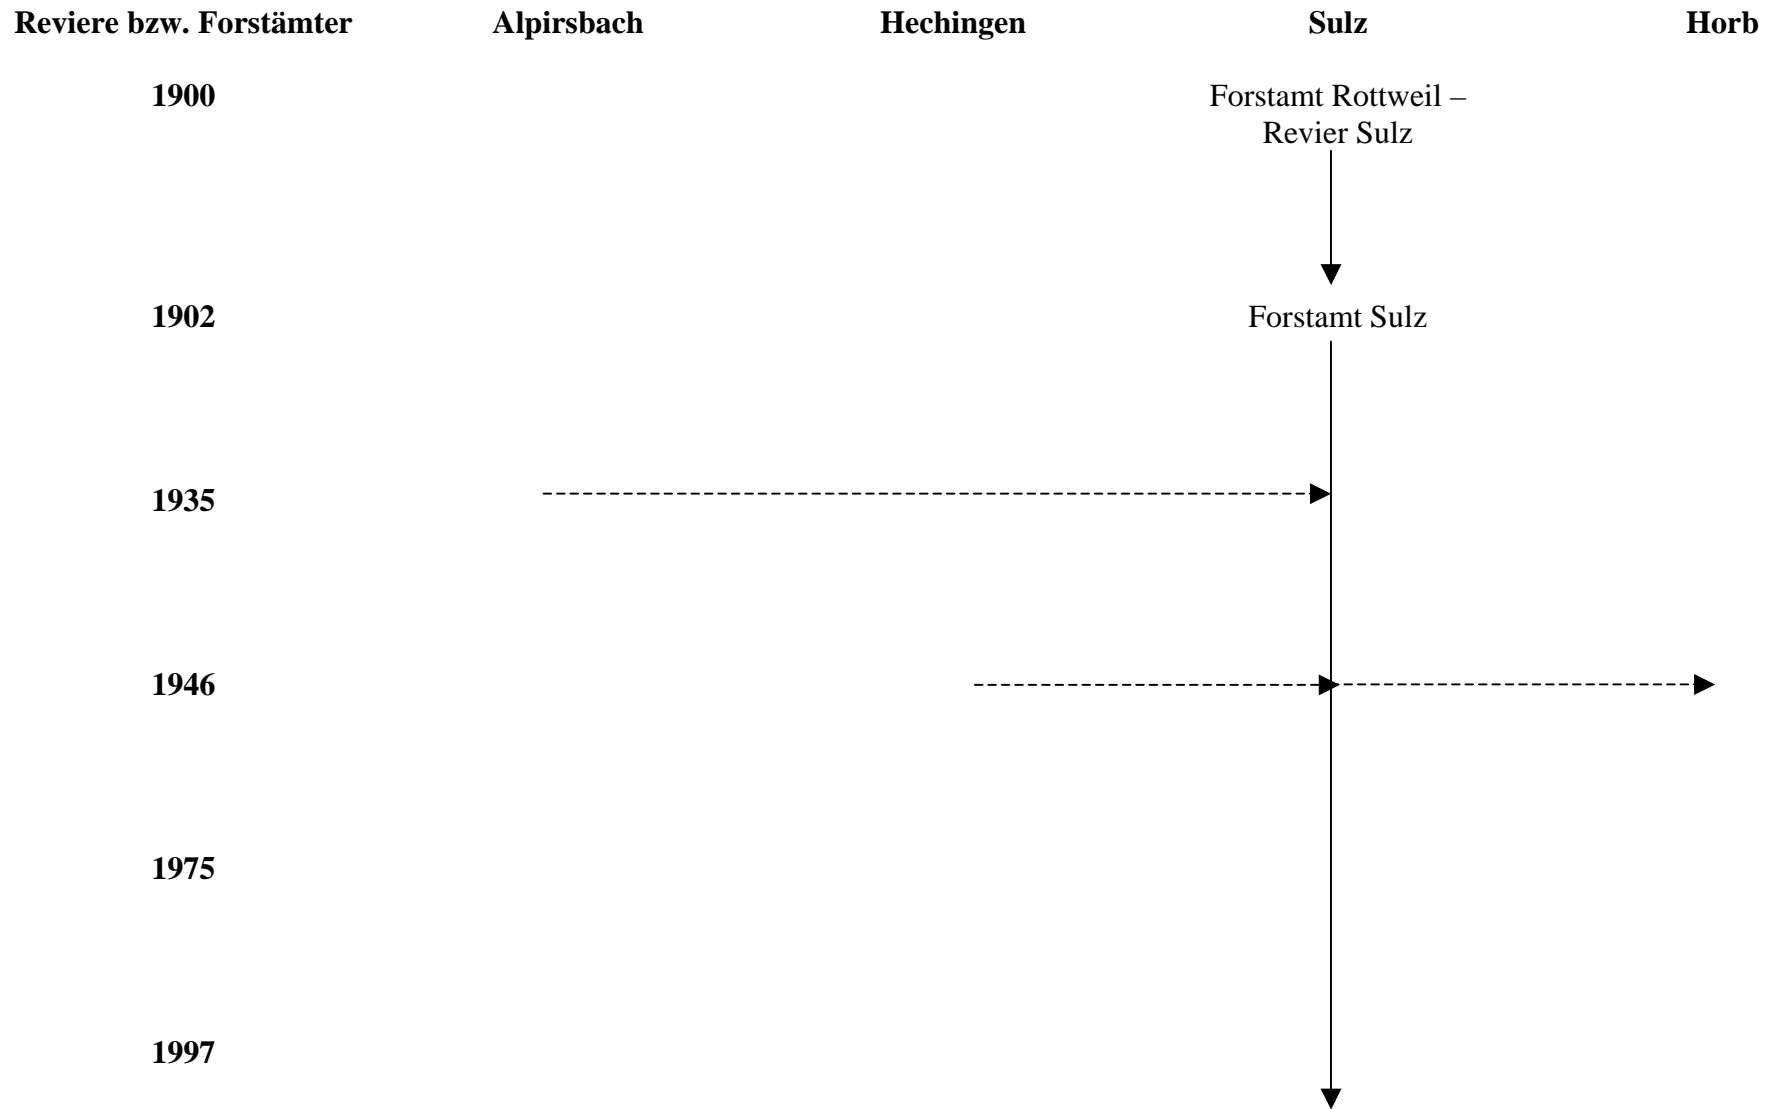 Reviere bzw. Forstämter Alpirsbach Hechingen Sulz Horb
1900 Forstamt Rottweil –
Revier Sulz
1902 Forstamt Sulz
1935
1946
1975
1997